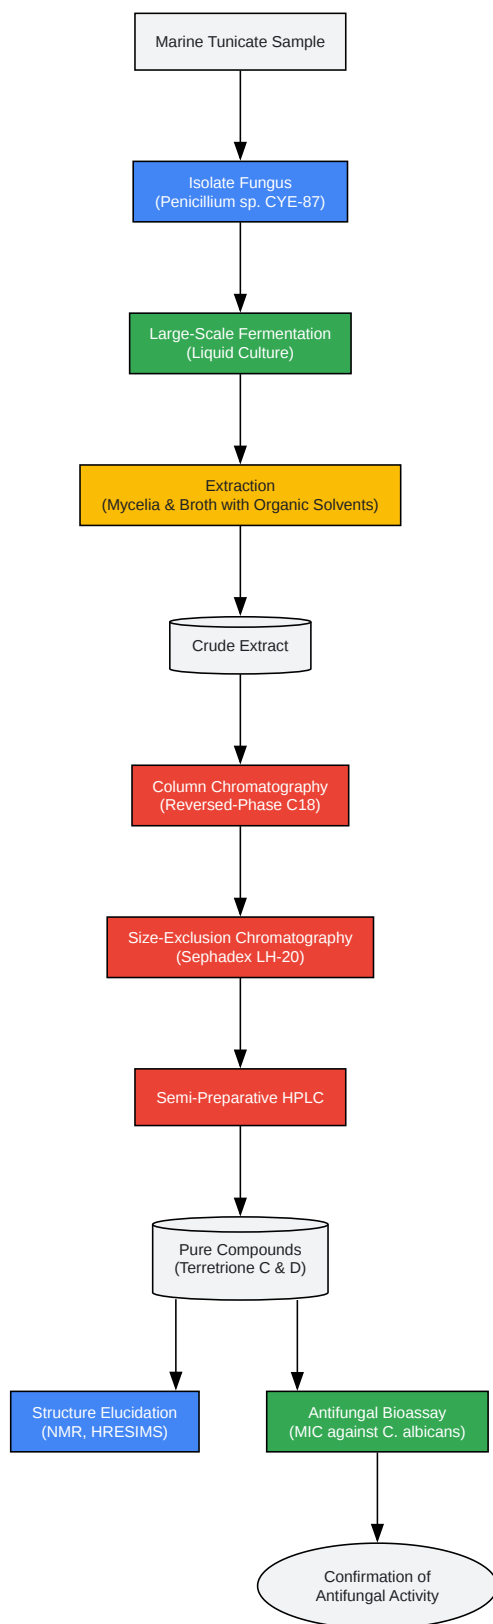 Marine Tunicate Sample
Isolate Fungus
(Penicillium sp. CYE-87)
Large-Scale Fermentation
(Liquid Culture)
Extraction
(Mycelia & Broth with Organic Solvents)
Crude Extract
Column Chromatography
(Reversed-Phase C18)
Size-Exclusion Chromatography
(Sephadex LH-20)
Semi-Preparative HPLC
Pure Compounds
(Terretrione C & D)
Structure Elucidation
(NMR, HRESIMS)
Antifungal Bioassay
(MIC against C. albicans)
Confirmation of
Antifungal Activity